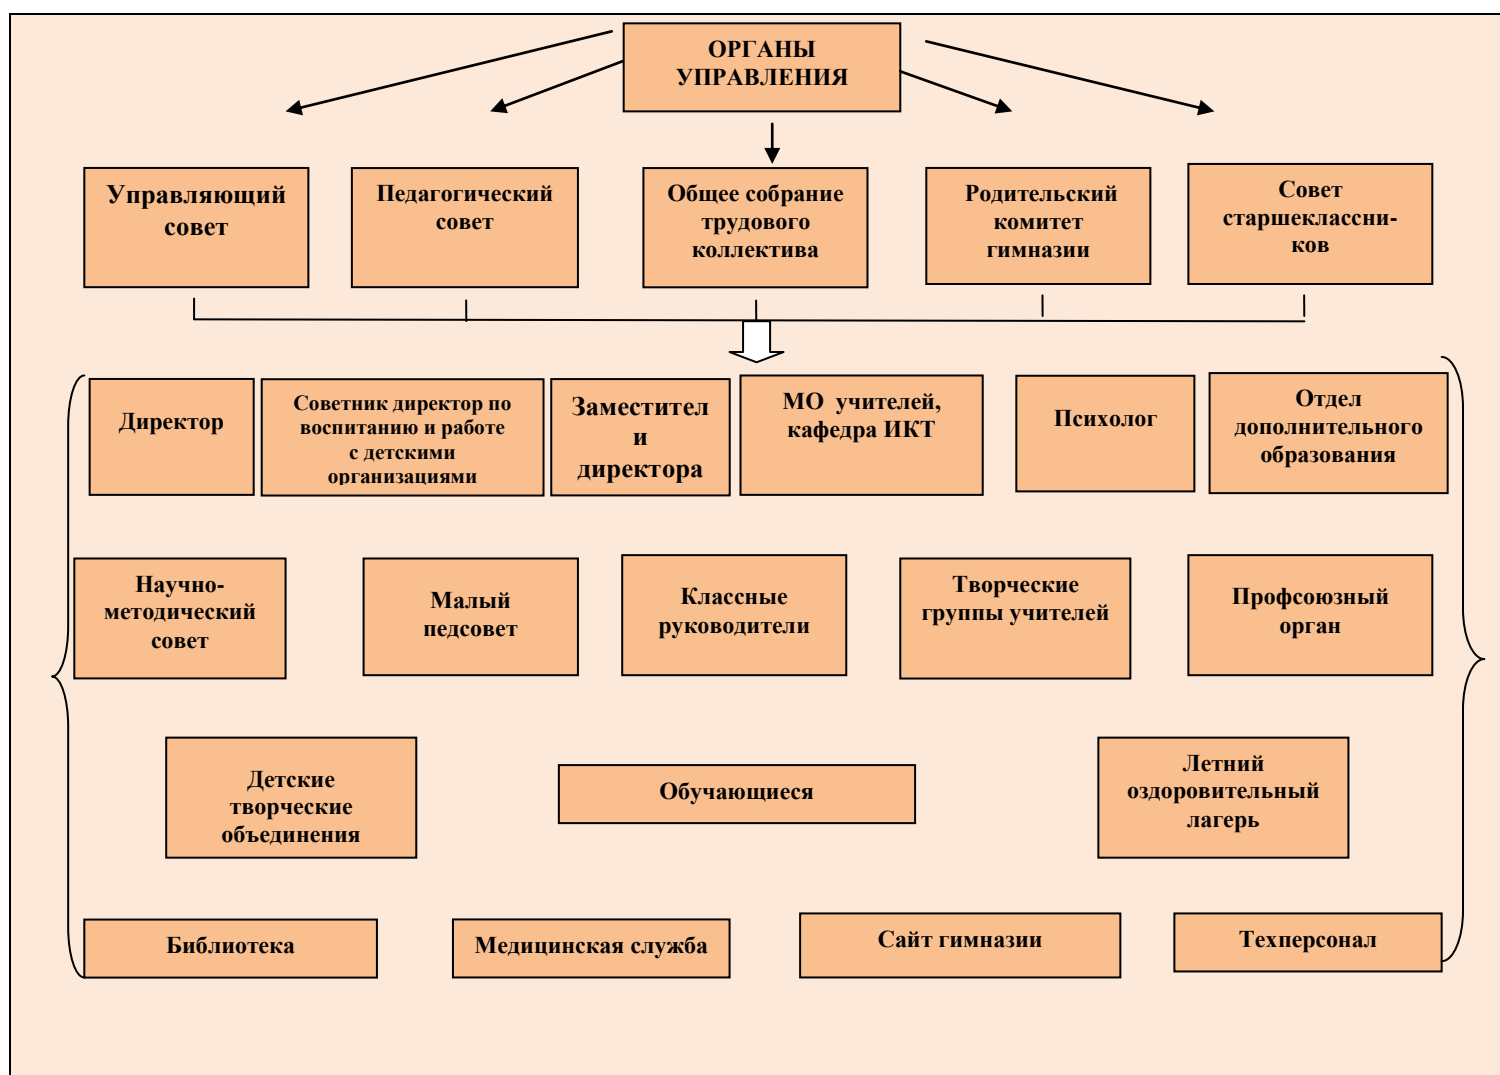 ОРГАНЫ
УПРАВЛЕНИЯ
Управляющий
совет
Педагогический
совет
Общее собрание
трудового
коллектива
Родительский
комитет
гимназии
Совет
старшеклассни-
ков
Директор
Советник директор по
воспитанию и работе
с детскими
организациями
Заместител
и
директора
МО учителей,
кафедра ИКТ
Психолог
Отдел
дополнительного
образования
Научно-
методический
совет
Малый
педсовет
Классные
руководители
Творческие
группы учителей
Профсоюзный
орган
Детские
творческие
объединения
Обучающиеся
Летний
оздоровительный
лагерь
Библиотека
Медицинская служба
Сайт гимназии
Техперсонал